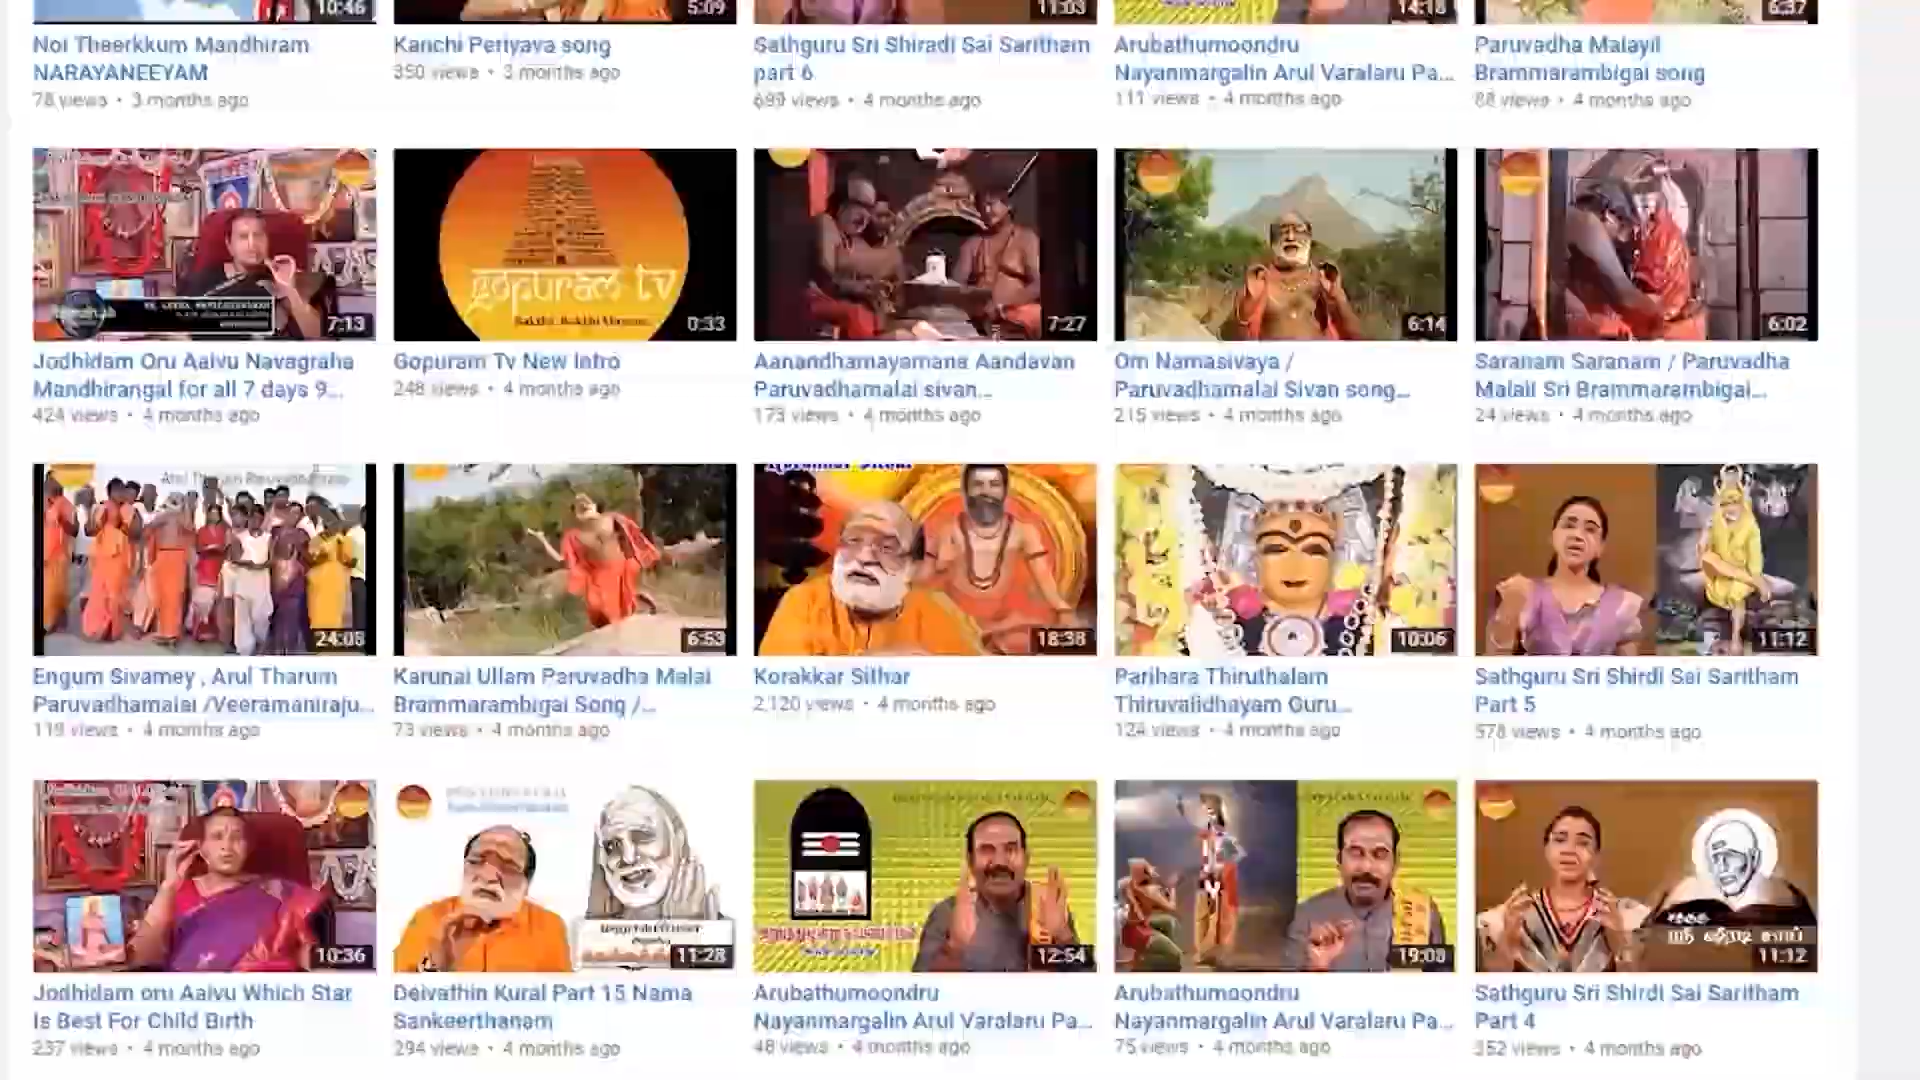 10:46
5:09
11:03
14:18
6:37
Noi Theerkkum Mandhiram
NARAYANEEYAM
78 views • 3 months ago
Kanchi Periyava song
350 views • 3 months ago
Sathguru Sri Shiradi Sai Saritham
part 6
699 views • 4 months ago
Arubathumoondru
Nayanmargalin Arul Varalaru Pa...
111 views • 4 months ago
Paruvadha Malayil
Brammarambigai song
88 views • 4 months ago
7:13
gopuram tv
0:33
7:27
6:14
6:02
Jodhidam Oru Aaivu Navagraha
Mandhirangal for all 7 days 9...
424 views • 4 months ago
Gopuram Tv New Intro
248 views • 4 months ago
Aanandhamayamana Aandavan
Paruvadhamalai sivan...
173 views • 4 months ago
Om Namasivaya /
Paruvadhamalai Sivan song...
215 views • 4 months ago
Saranam Saranam / Paruvadha
Malaii Sri Brammarambigai...
24 views • 4 months ago
24:08
6:53
18:38
10:06
11:12
Engum Sivamey , Arul Tharum
Paruvadhamalai /Veeramaniraju...
119 views • 4 months ago
Karunai Ullam Paruvadha Malai
Brammarambigai Song /...
73 views • 4 months ago
Korakkar Sithar
2,120 views • 4 months ago
Parihara Thiruthalam
Thiruvalidhayam Guru...
124 views • 4 months ago
Sathguru Sri Shirdi Sai Saritham
Part 5
578 views • 4 months ago
10:36
11:28
12:54
19:08
11:12
Jodhidam oru Aaivu Which Star
Is Best For Child Birth
237 views • 4 months ago
Deivathin Kural Part 15 Nama
Sankeerthanam
294 views • 4 months ago
Arubathumoondru
Nayanmargalin Arul Varalaru Pa...
48 views • 4 months ago
Arubathumoondru
Nayanmargalin Arul Varalaru Pa...
75 views • 4 months ago
Sathguru Sri Shirdi Sai Saritham
Part 4
352 views • 4 months ago